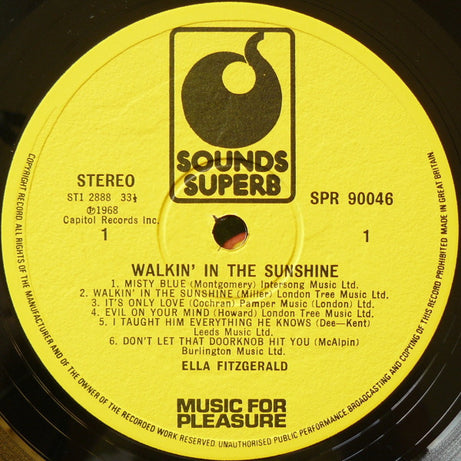 SOUNDS
SUPERB
STEREO
STI 2888 33⅓
Ⓟ1968
Capitol Records Inc.
1
SPR 90046
1
WALKIN' IN THE SUNSHINE
1. MISTY BLUE (Montgomery) Intersong Music Ltd.
2. WALKIN' IN THE SUNSHINE (Miller) London Tree Music Ltd.
3. IT'S ONLY LOVE (Cochran) Pamper Music (London) Ltd.
4. EVIL ON YOUR MIND (Howard) London Tree Music Ltd.
5. I TAUGHT HIM EVERYTHING HE KNOWS (Dee—Kent)
Leeds Music Ltd.
6. DON'T LET THAT DOORKNOB HIT YOU (McAlpin)
Burlington Music Ltd.
ELLA FITZGERALD
MUSIC FOR
PLEASURE
COPYRIGHT RECORD. ALL RIGHTS OF THE MANUFACTURER AND OF THE OWNER OF THE RECORDED WORK RESERVED. UNAUTHORISED PUBLIC PERFORMANCE, BROADCASTING AND COPYING OF THIS RECORD PROHIBITED. MADE IN GREAT BRITAIN.